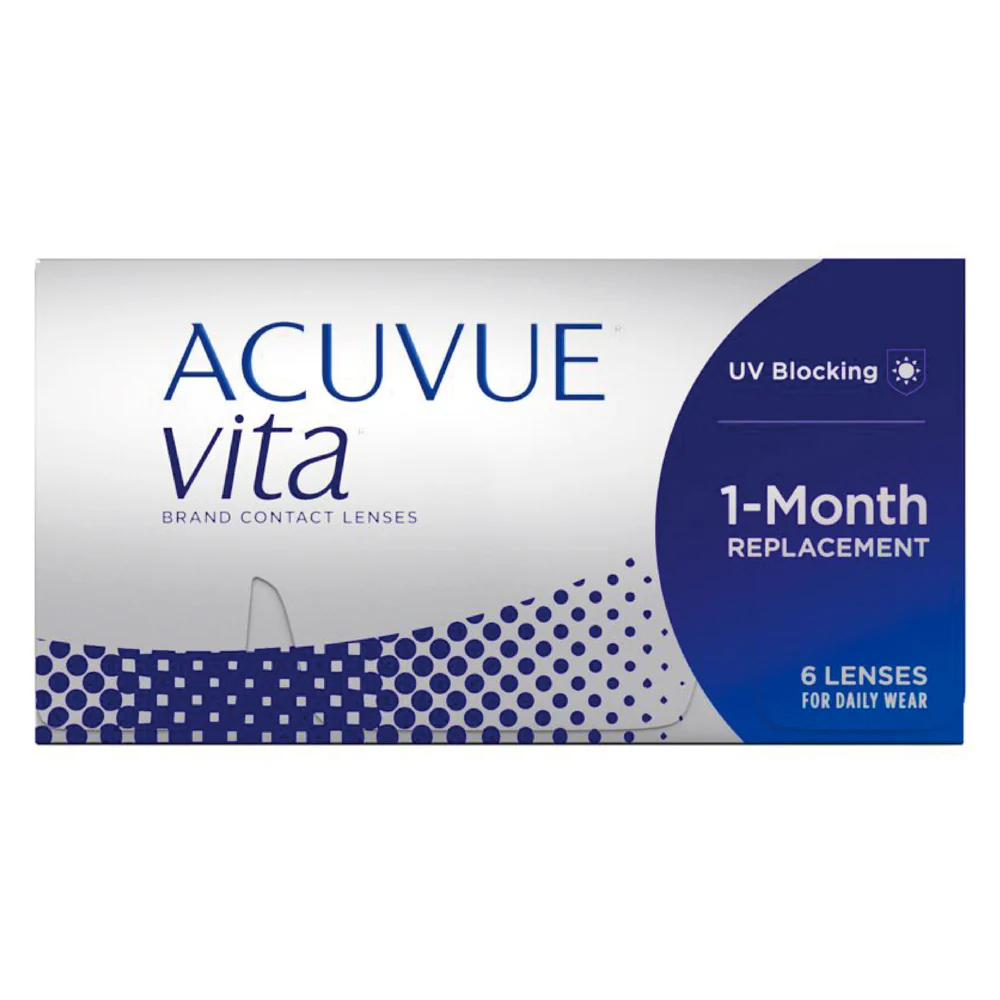 ACUVUE®
vita®
BRAND CONTACT LENSES
UV Blocking
1-Month
REPLACEMENT
6 LENSES
FOR DAILY WEAR